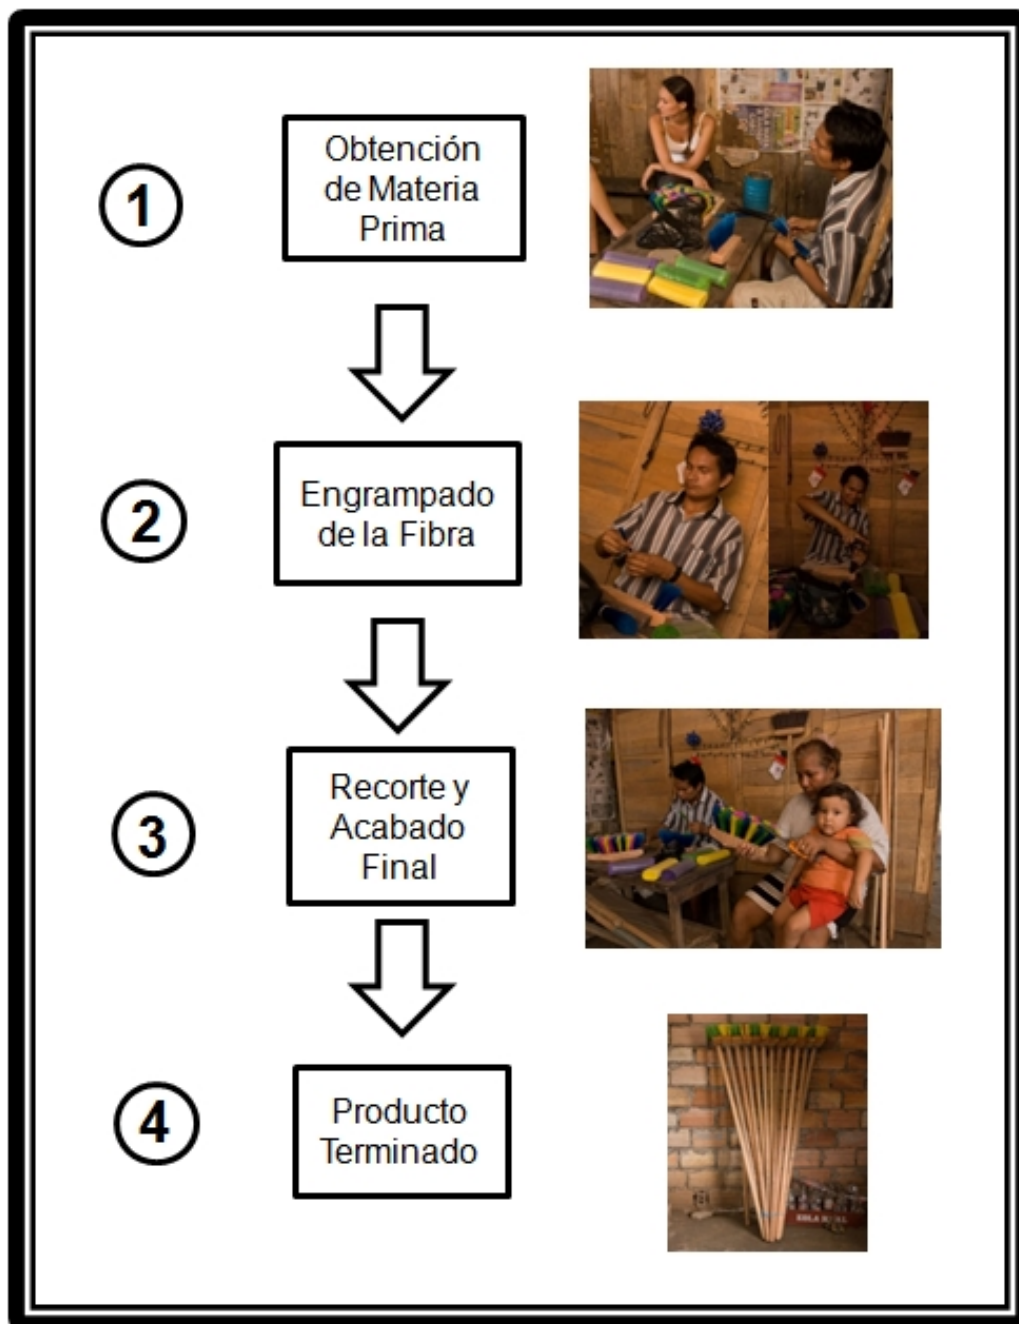 1
Obtención
de Materia
Prima
2
Engrampado
de la Fibra
3
Recorte y
Acabado
Final
4
Producto
Terminado